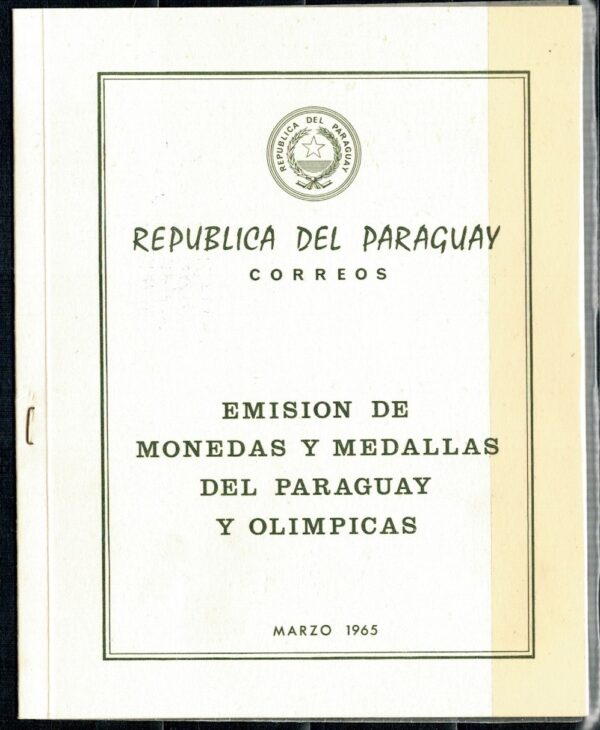 REPUBLICA DEL PARAGUAY
REPUBLICA DEL PARAGUAY
CORREOS
EMISION DE
MONEDAS Y MEDALLAS
DEL PARAGUAY
Y OLIMPICAS
MARZO 1965